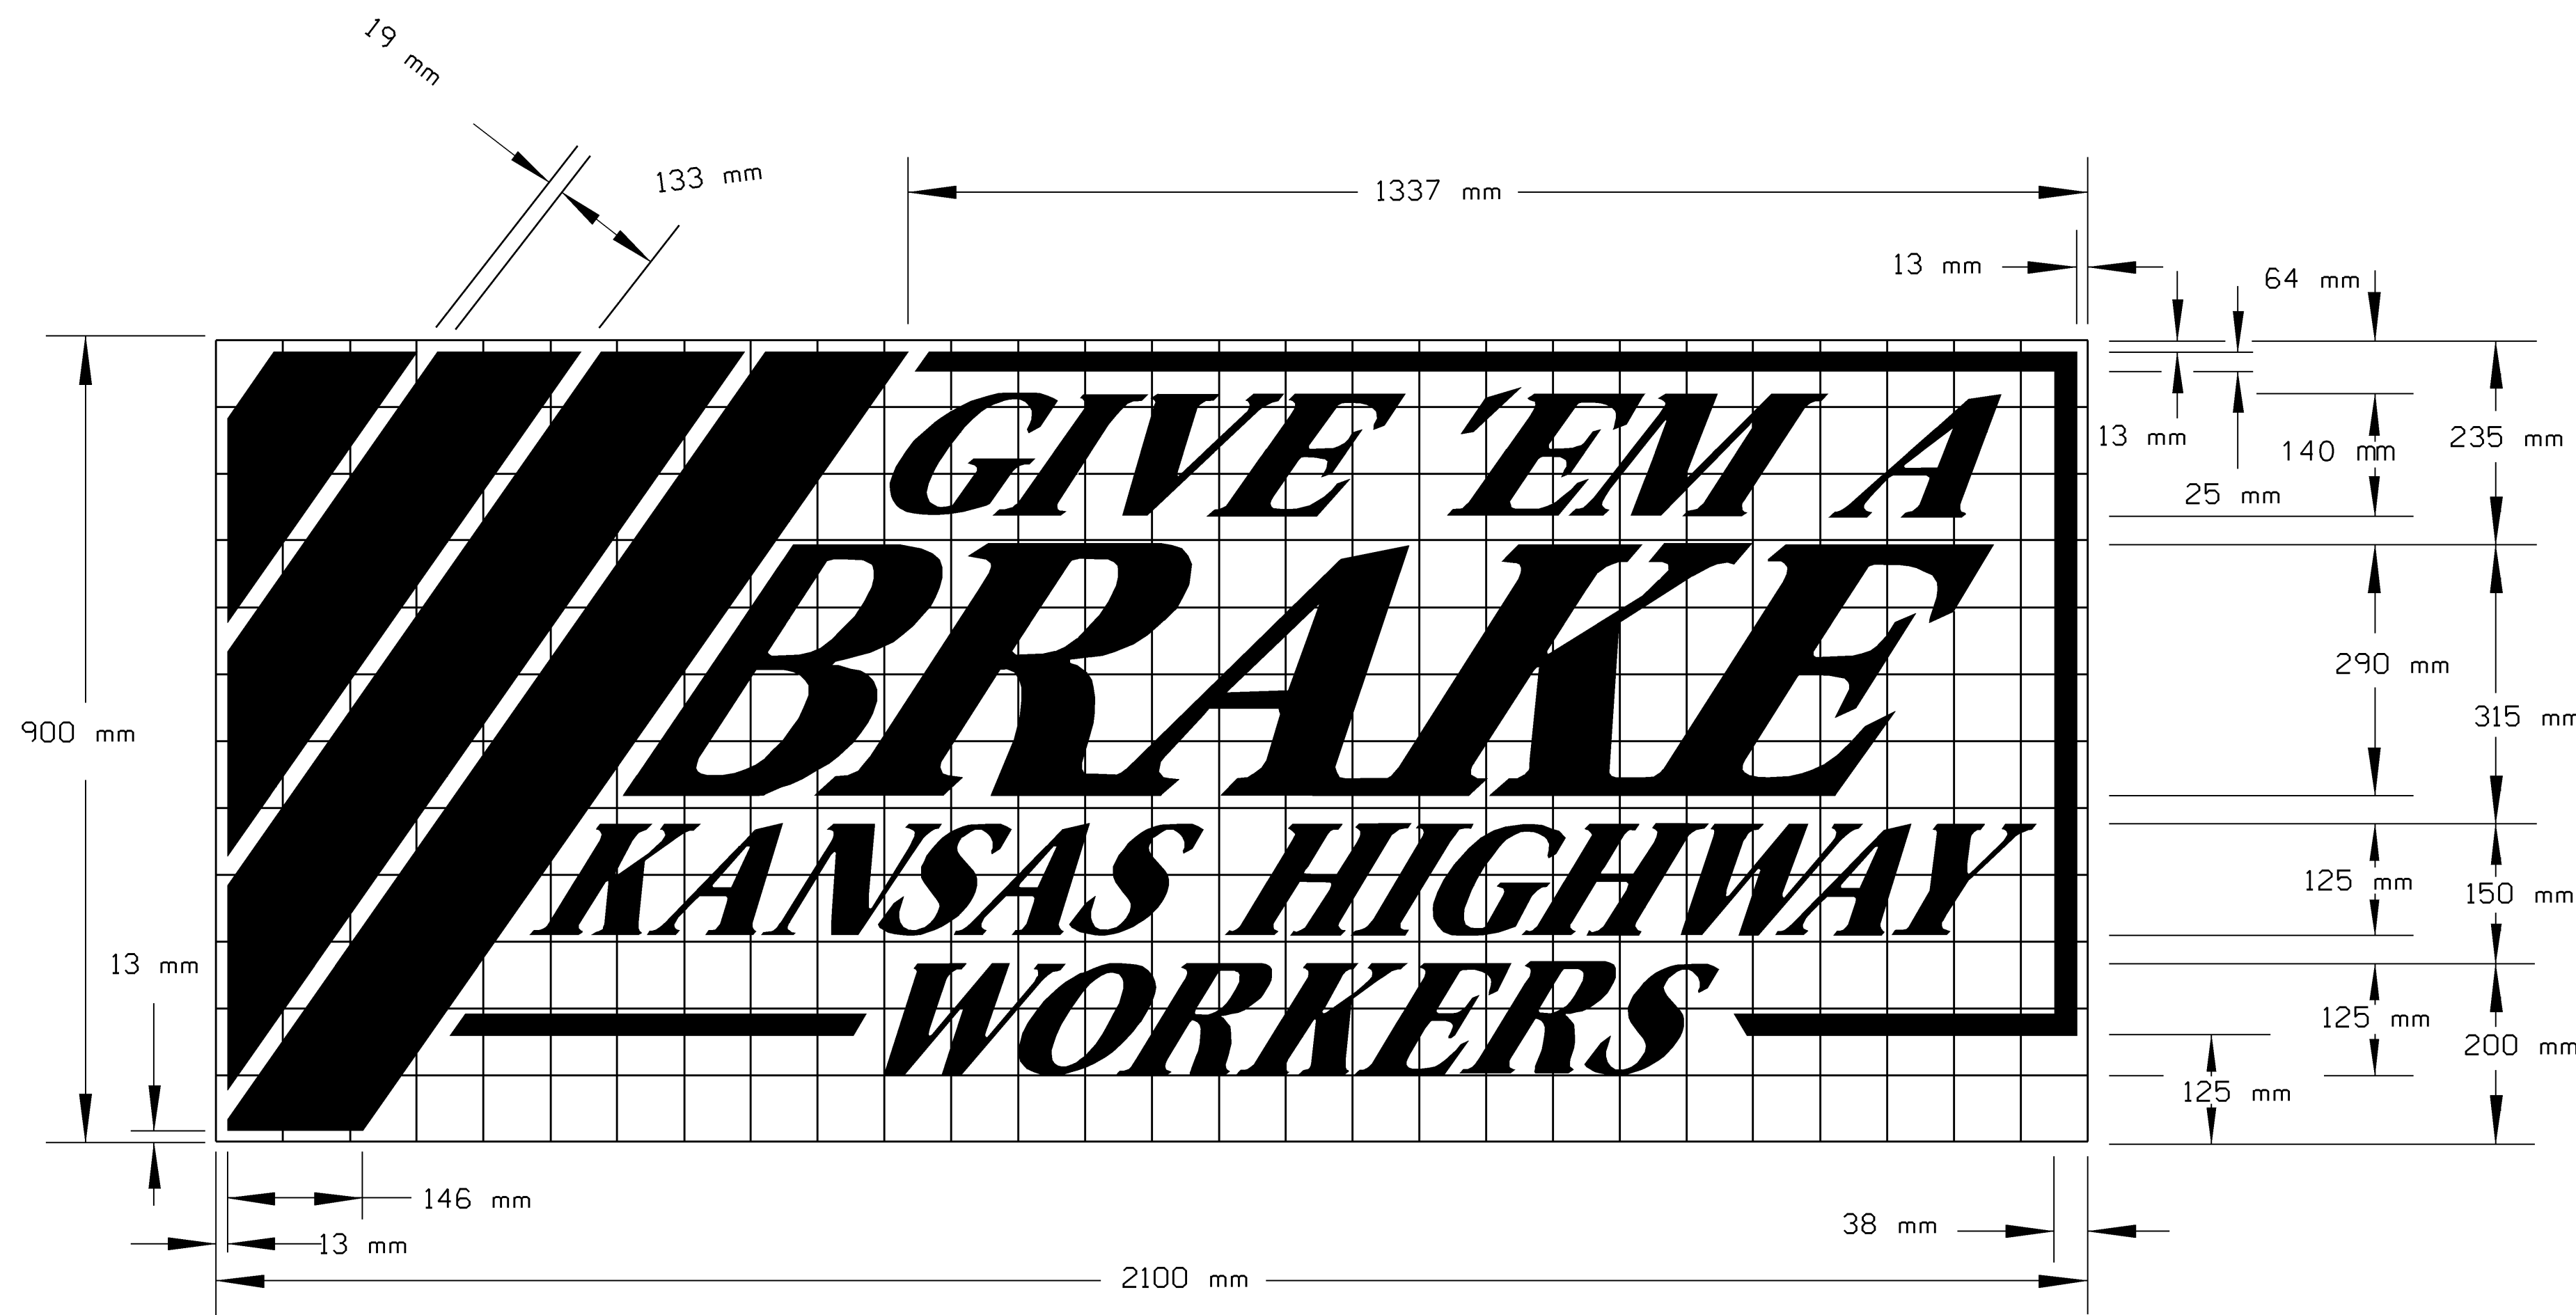 19 mm
133 mm
1337 mm
13 mm
64 mm
GIVE 'EM A
13 mm
140 mm
235 mm
25 mm
BRAKE
290 mm
900 mm
315 mm
KANSAS HIGHWAY
125 mm
150 mm
13 mm
WORKERS
125 mm
200 mm
125 mm
146 mm
38 mm
13 mm
2100 mm